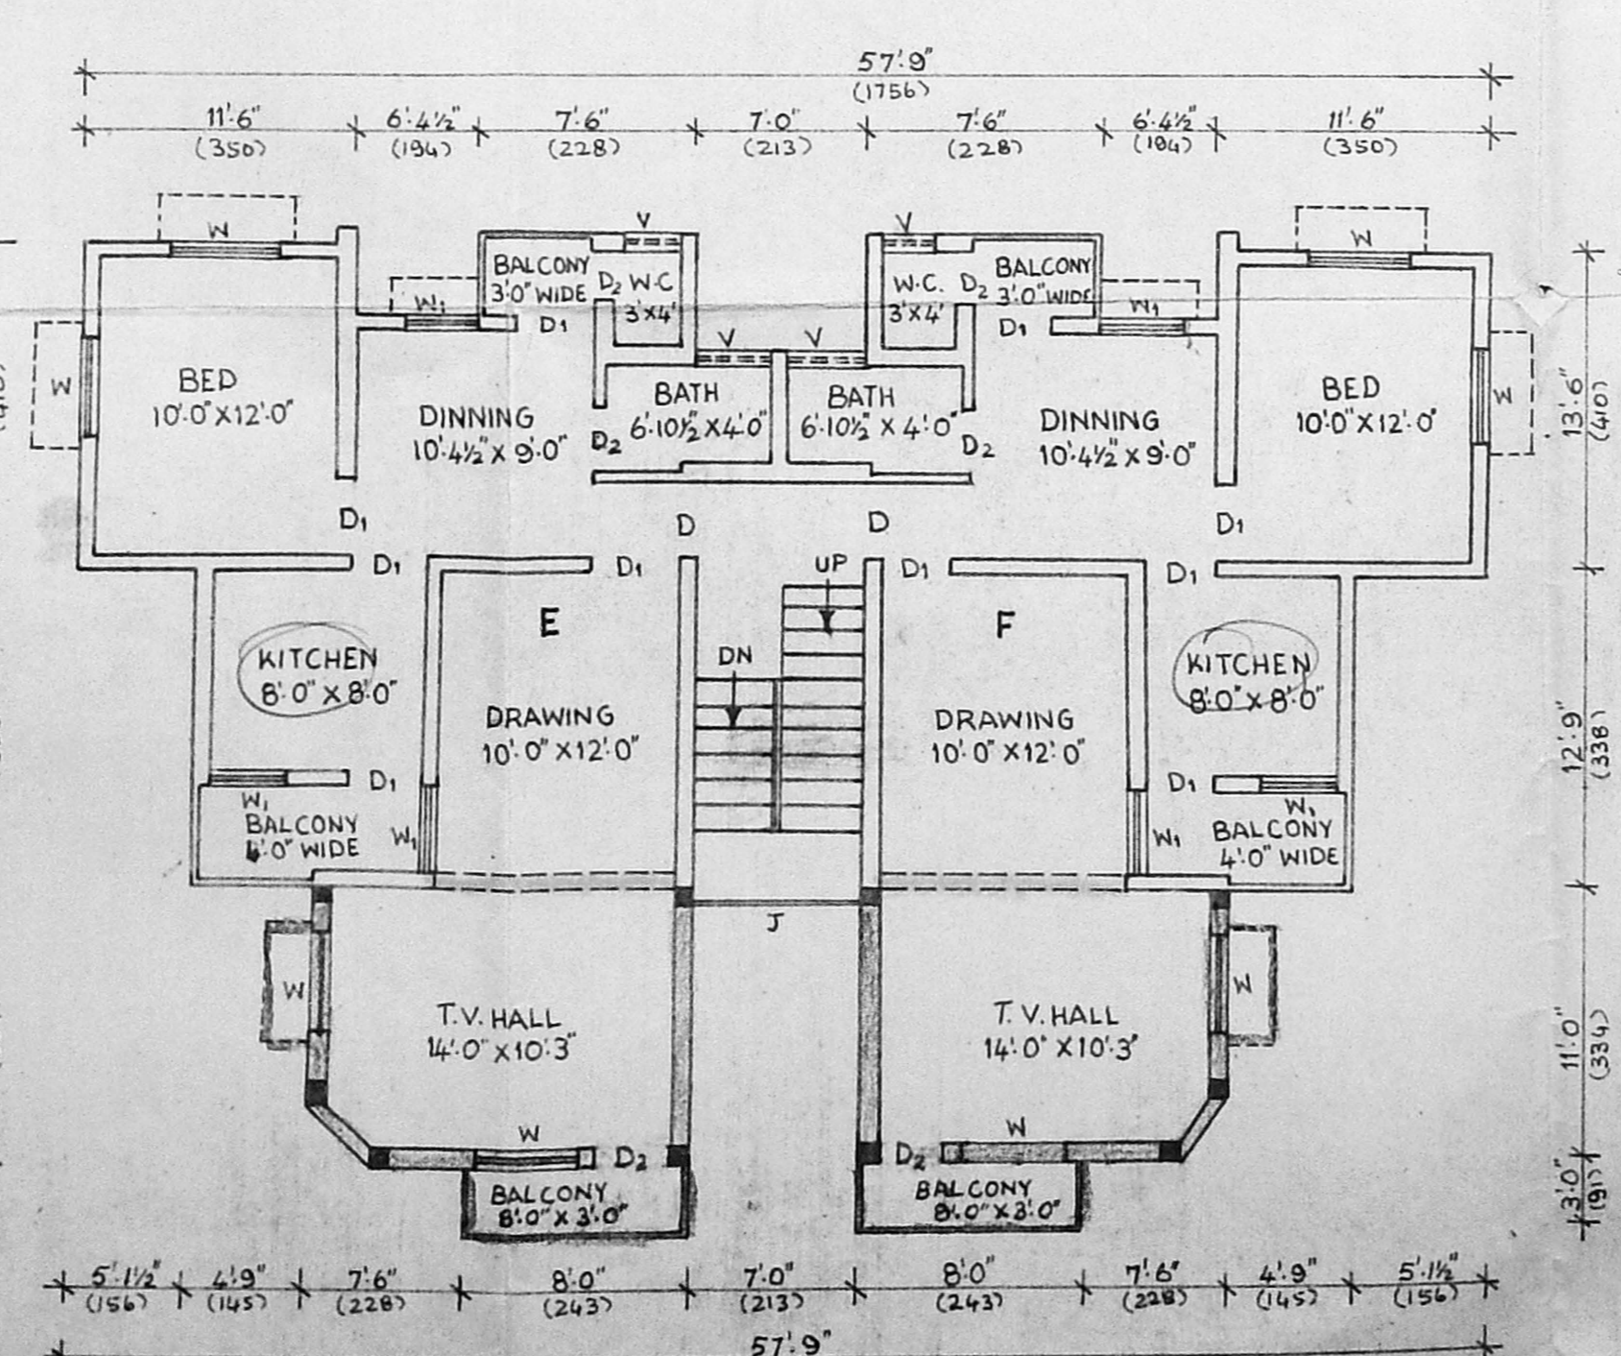 57'.9"
(1756)
11'.6" 6'.4½" 7'.6" 7'.0" 7'.6" 6'.4½" 11'.6"
(350) (194) (228) (213) (228) (194) (350)
W V V W
BALCONY D2 W.C W.C. D2 BALCONY
3'.0" WIDE 3'X4' 3'X4' 3'.0" WIDE
W1 D1 V V D1 W1
W BED BATH BATH BED W
10'.0"X12'.0" DINNING 6'.10½"X4'.0" 6'.10½" X 4'.0" DINNING 10'.0"X12'.0"
10'.4½"X 9'.0" D2 D2 10'.4½"X 9'.0"
13'.6"
(410)
D1 D D D1
D1 D1 UP D1 D1
E F
KITCHEN DN KITCHEN
8'.0"X8'.0" 8'.0"X8'.0"
DRAWING DRAWING
10'.0"X12'.0" 10'.0"X12'.0"
12'.9"
(338)
D1 D1
W1 W1
BALCONY W1 W1 BALCONY
4'.0" WIDE 4'.0" WIDE
J
W W
T.V. HALL T.V. HALL
14'.0"X10'.3" 14'.0"X10'.3"
11'.0"
(334)
W D2 D2 W
BALCONY BALCONY
8'.0"X 3'.0" 8'.0"X 3'.0"
3'.0"
(91)
5'.1½" 4'.9" 7'.6" 8'.0" 7'.0" 8'.0" 7'.6" 4'.9" 5'.1½"
(156) (145) (228) (243) (213) (243) (228) (145) (156)
57'.9"